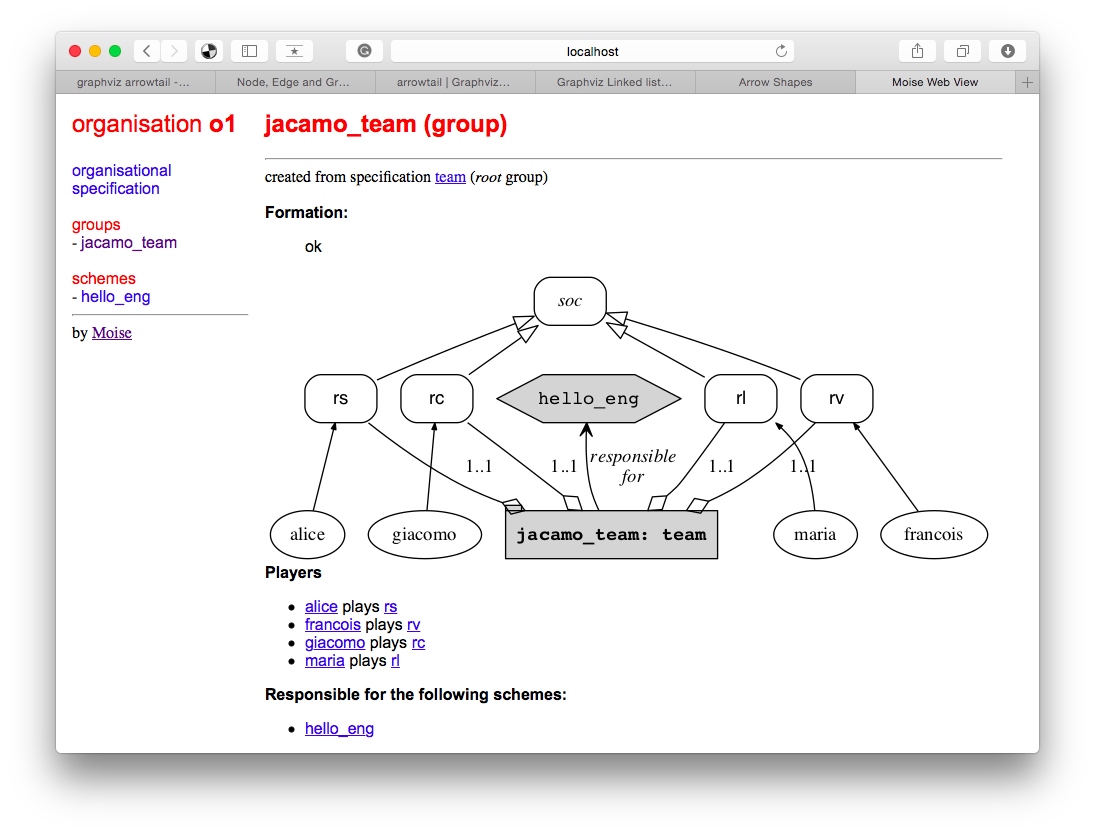 localhost
graphviz arrowtail -...
Node, Edge and Gr...
arrowtail | Graphviz...
Graphviz Linked list...
Arrow Shapes
Moise Web View
organisation o1
organisational
specification
groups
- jacamo_team
schemes
- hello_eng
by Moise
jacamo_team (group)
created from specification team (root group)
Formation:
ok
soc
rs
rc
hello_eng
rl
rv
1..1
1..1
responsible
for
1..1
1..1
alice
giacomo
jacamo_team: team
maria
francois
Players
• alice plays rs
• francois plays rv
• giacomo plays rc
• maria plays rl
Responsible for the following schemes:
• hello_eng